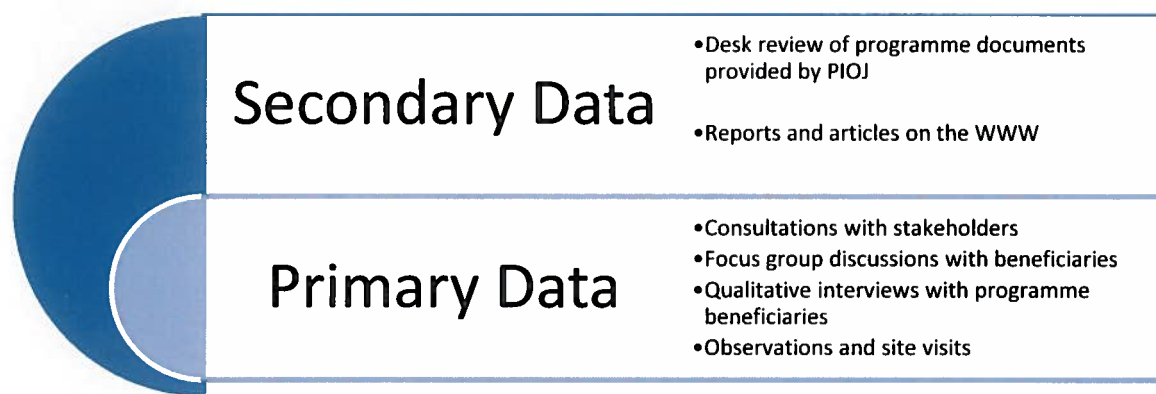 Secondary Data
•Desk review of programme documents
provided by PIOJ
•Reports and articles on the WWW
Primary Data
•Consultations with stakeholders
•Focus group discussions with beneficiaries
•Qualitative interviews with programme
beneficiaries
•Observations and site visits